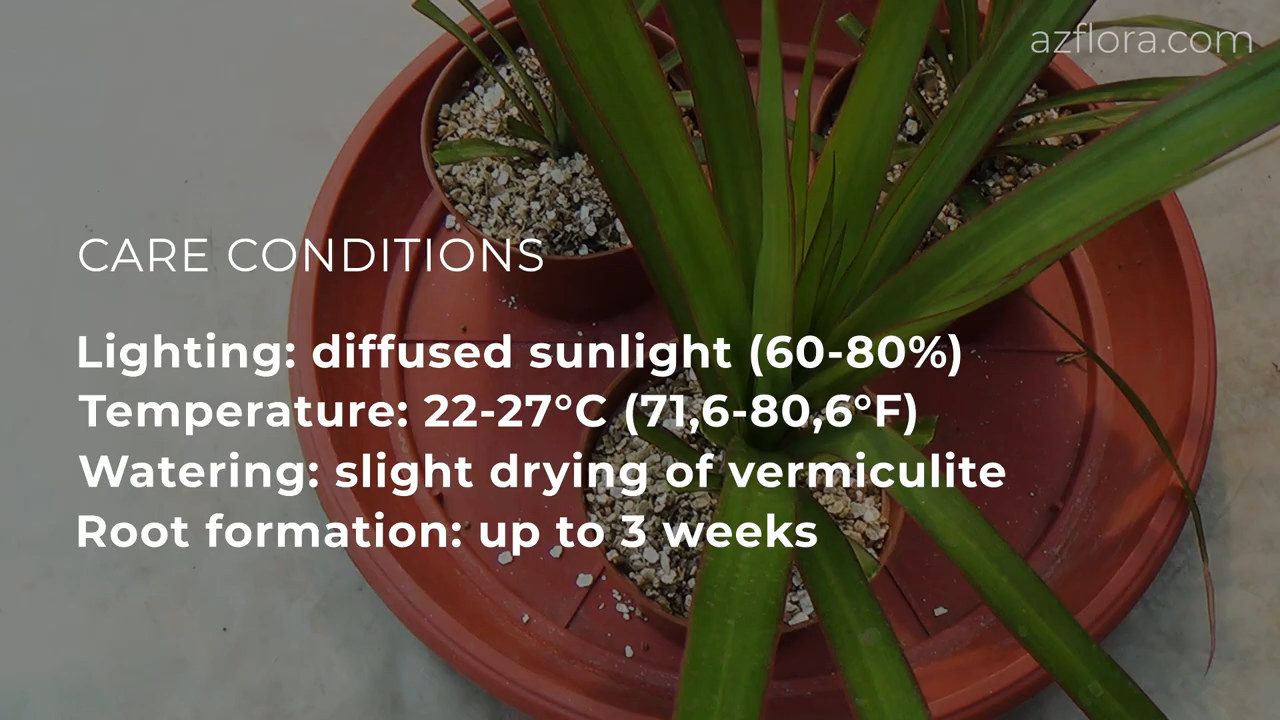 azflora.com
CARE CONDITIONS
Lighting: diffused sunlight (60-80%)
Temperature: 22-27°C (71,6-80,6°F)
Watering: slight drying of vermiculite
Root formation: up to 3 weeks